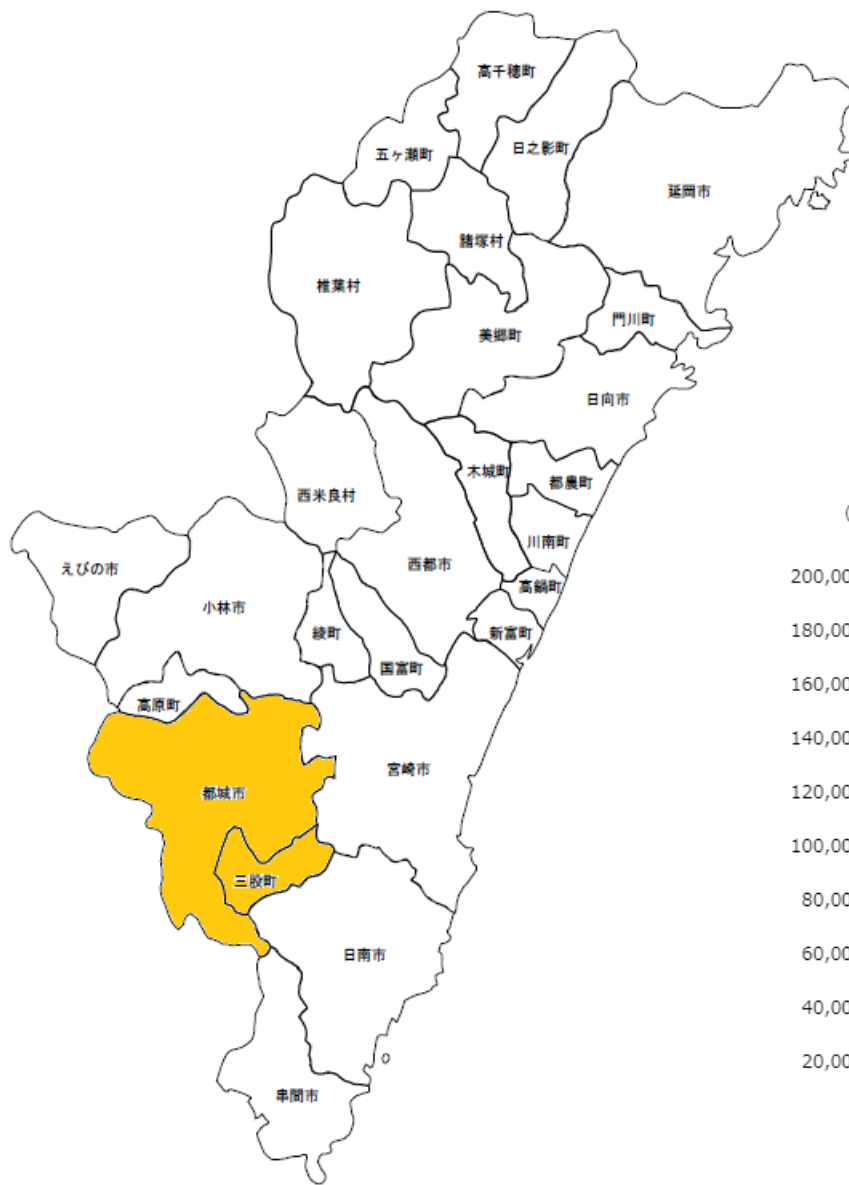 高千穂町
五ヶ瀬町
日之影町
延岡市
諸塚村
椎葉村
美郷町
門川町
日向市
木城町
都農町
西米良村
川南町
えびの市
西都市
高鍋町
小林市
綾町
新富町
国富町
高原町
宮崎市
都城市
三股町
日南市
串間市
(
200,00
180,00
160,00
140,00
120,00
100,00
80,00
60,00
40,00
20,00